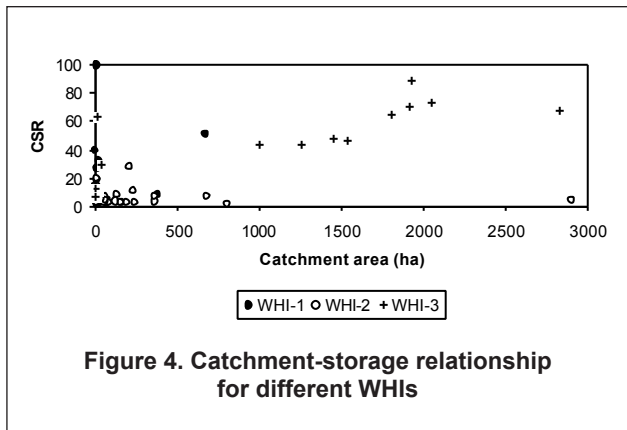 100
80
60
40
20
0
CSR
0 500 1000 1500 2000 2500 3000
Catchment area (ha)
WHI-1 WHI-2 WHI-3
Figure 4. Catchment-storage relationship
for different WHIs